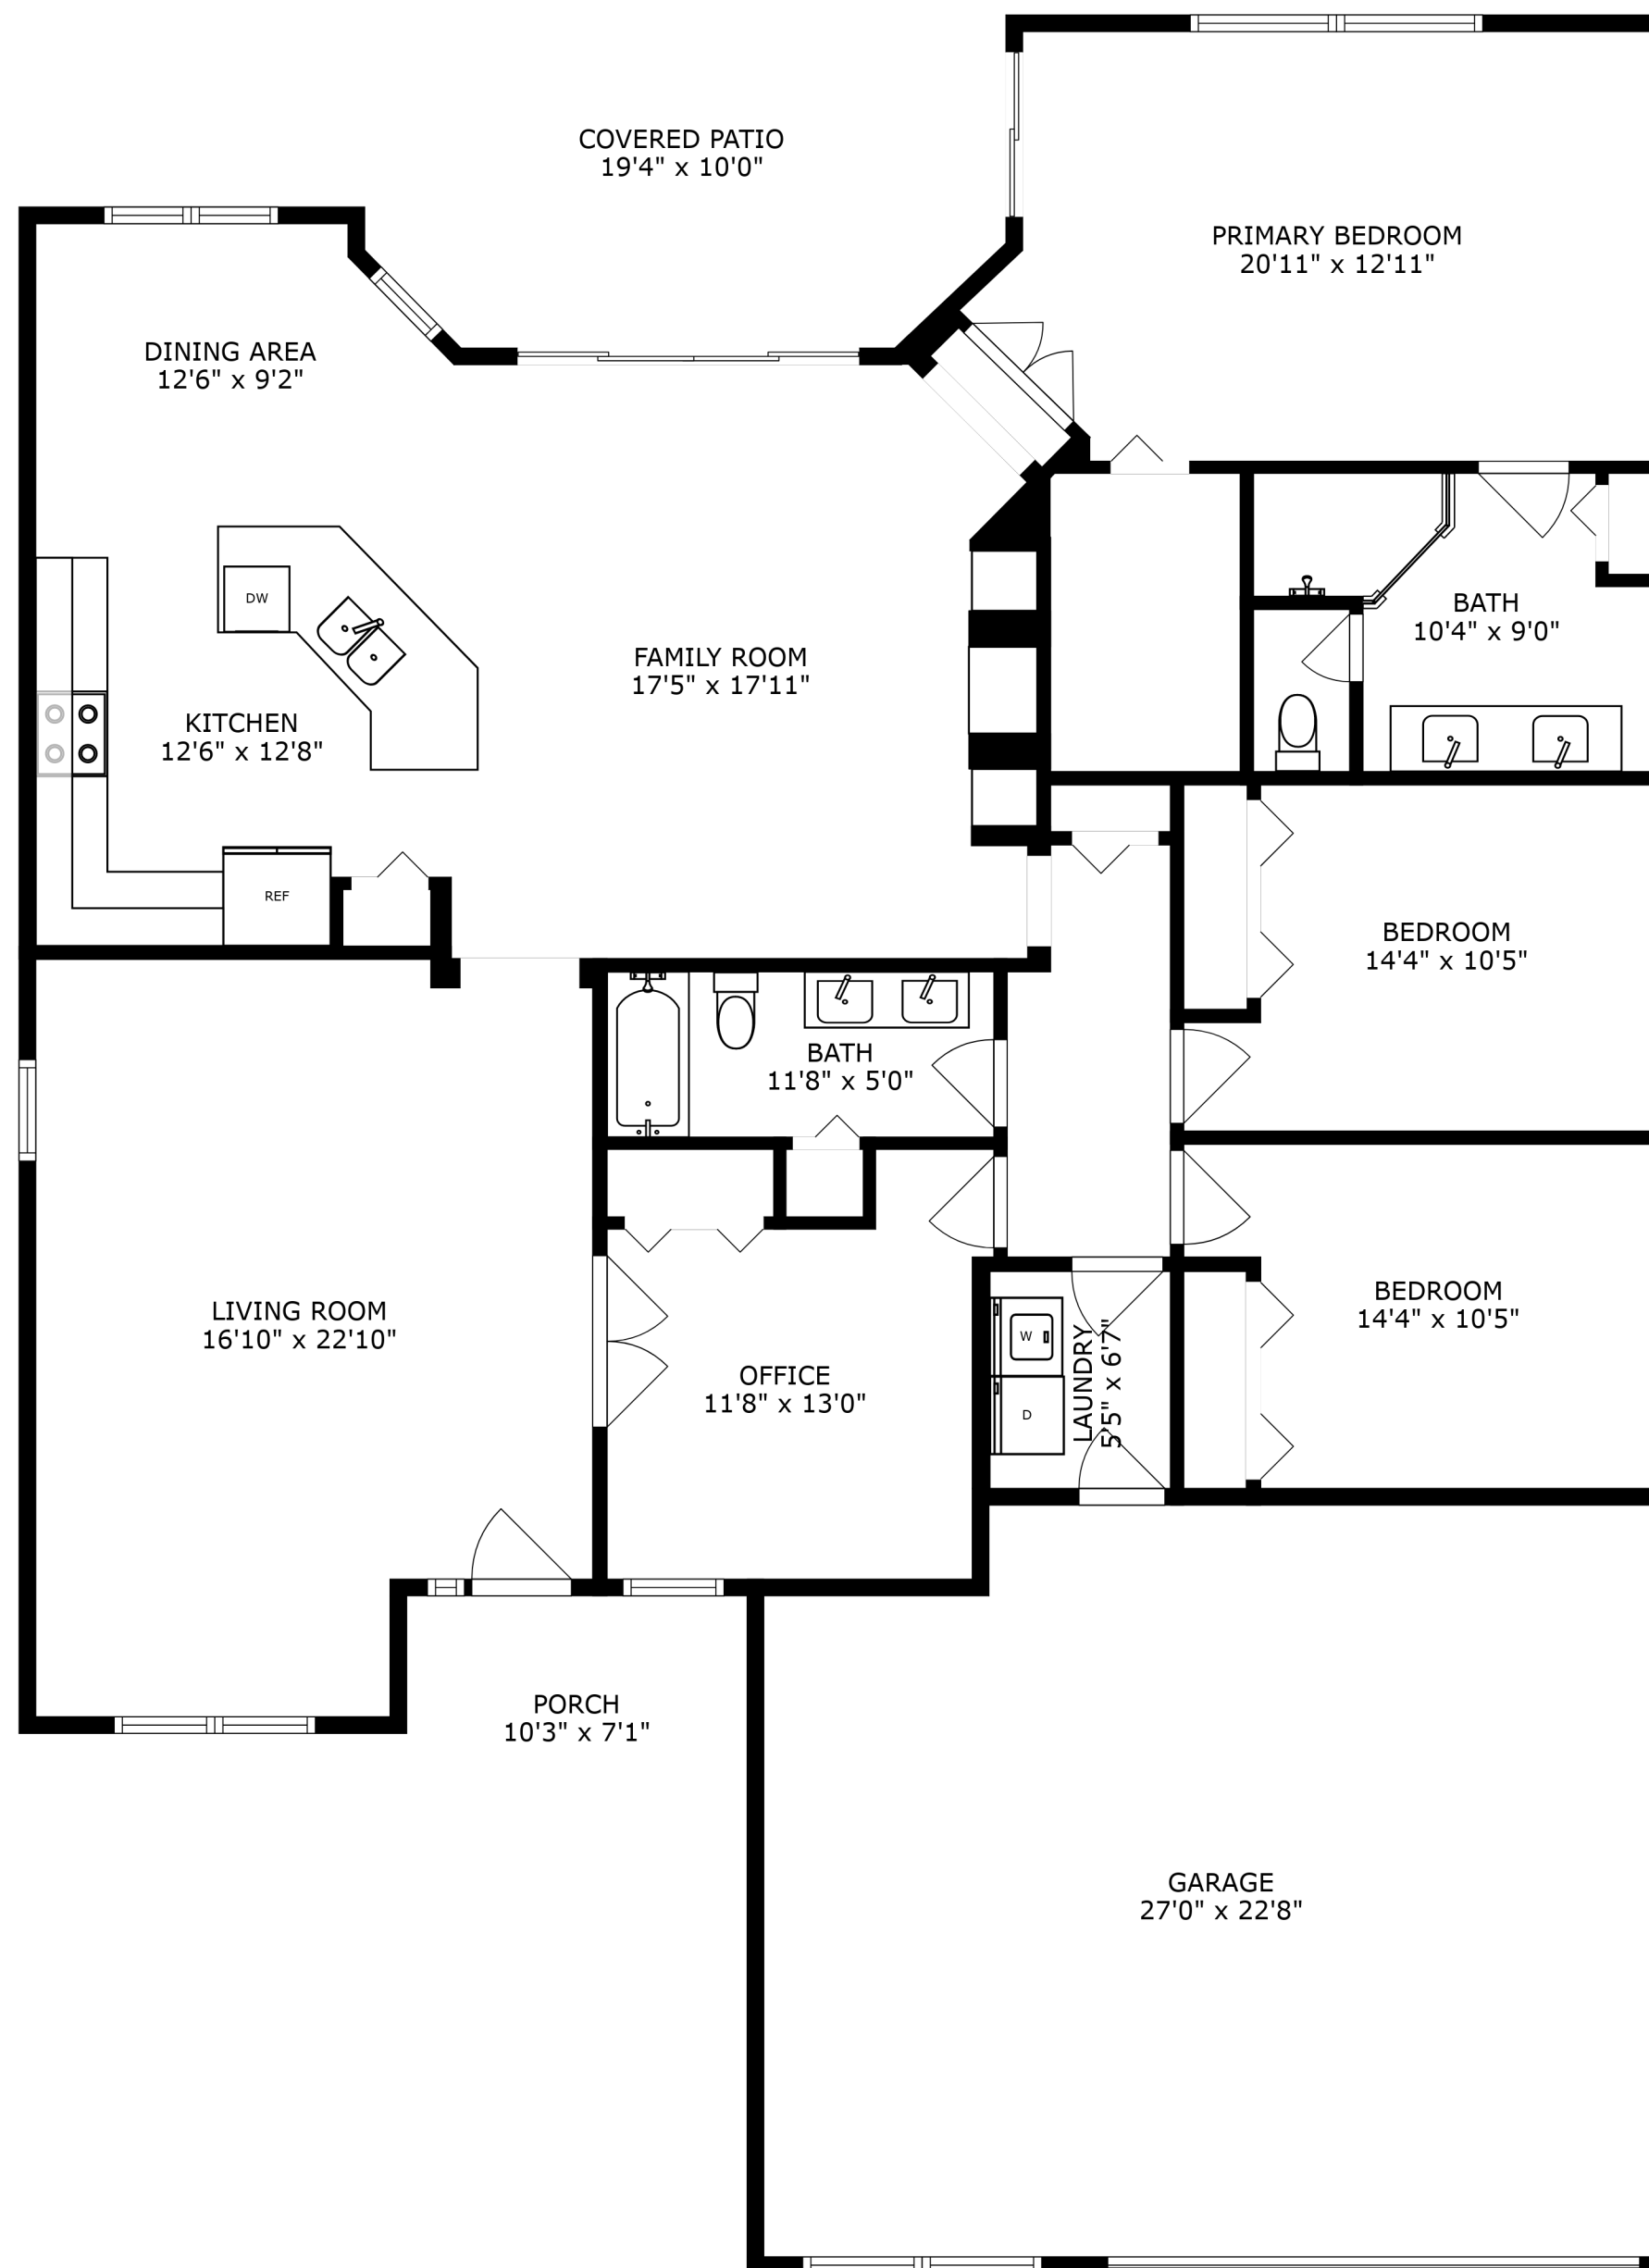 COVERED PATIO
19'4" x 10'0"
PRIMARY BEDROOM
20'11" x 12'11"
DINING AREA
12'6" x 9'2"
DW
BATH
10'4" x 9'0"
FAMILY ROOM
17'5" x 17'11"
KITCHEN
12'6" x 12'8"
REF
BEDROOM
14'4" x 10'5"
BATH
11'8" x 5'0"
BEDROOM
14'4" x 10'5"
LIVING ROOM
16'10" x 22'10"
W
LAUNDRY
5'5" x 6'7"
OFFICE
11'8" x 13'0"
D
PORCH
10'3" x 7'1"
GARAGE
27'0" x 22'8"